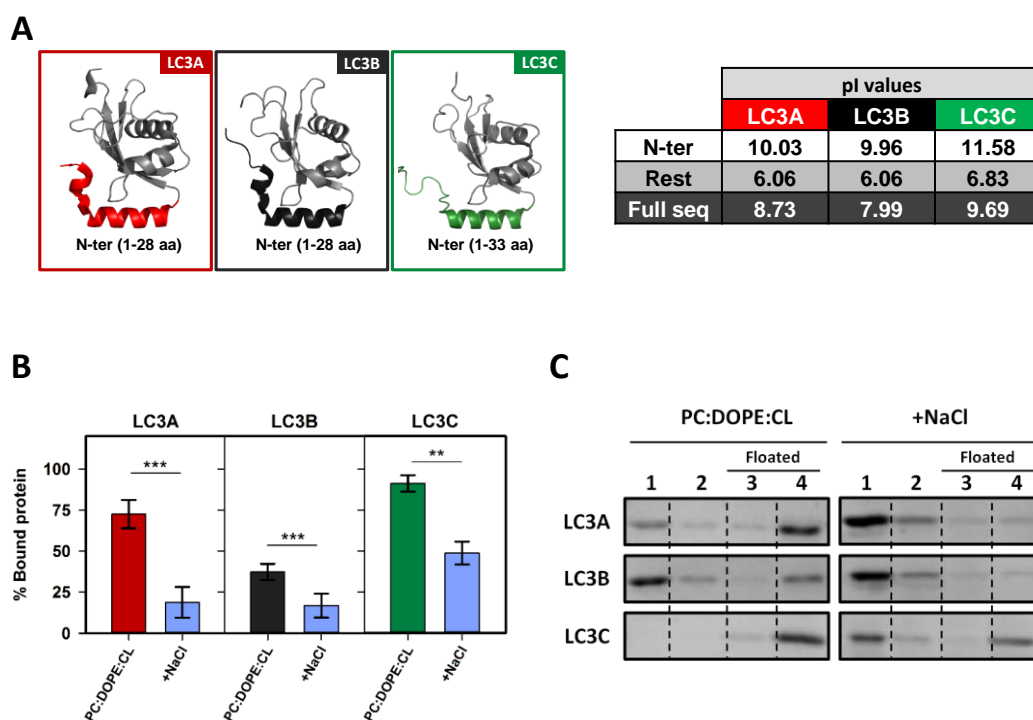 A
LC3A
LC3B
LC3C
N-ter (1-28 aa)
N-ter (1-28 aa)
N-ter (1-33 aa)
pI values
LC3A LC3B LC3C
N-ter 10.03 9.96 11.58
Rest 6.06 6.06 6.83
Full seq 8.73 7.99 9.69
B
LC3A LC3B LC3C
*** *** **
% Bound protein
100
75
50
25
0
PC:DOPE:CL
+NaCl
PC:DOPE:CL
+NaCl
PC:DOPE:CL
+NaCl
C
PC:DOPE:CL +NaCl
Floated Floated
1 2 3 4 1 2 3 4
LC3A
LC3B
LC3C